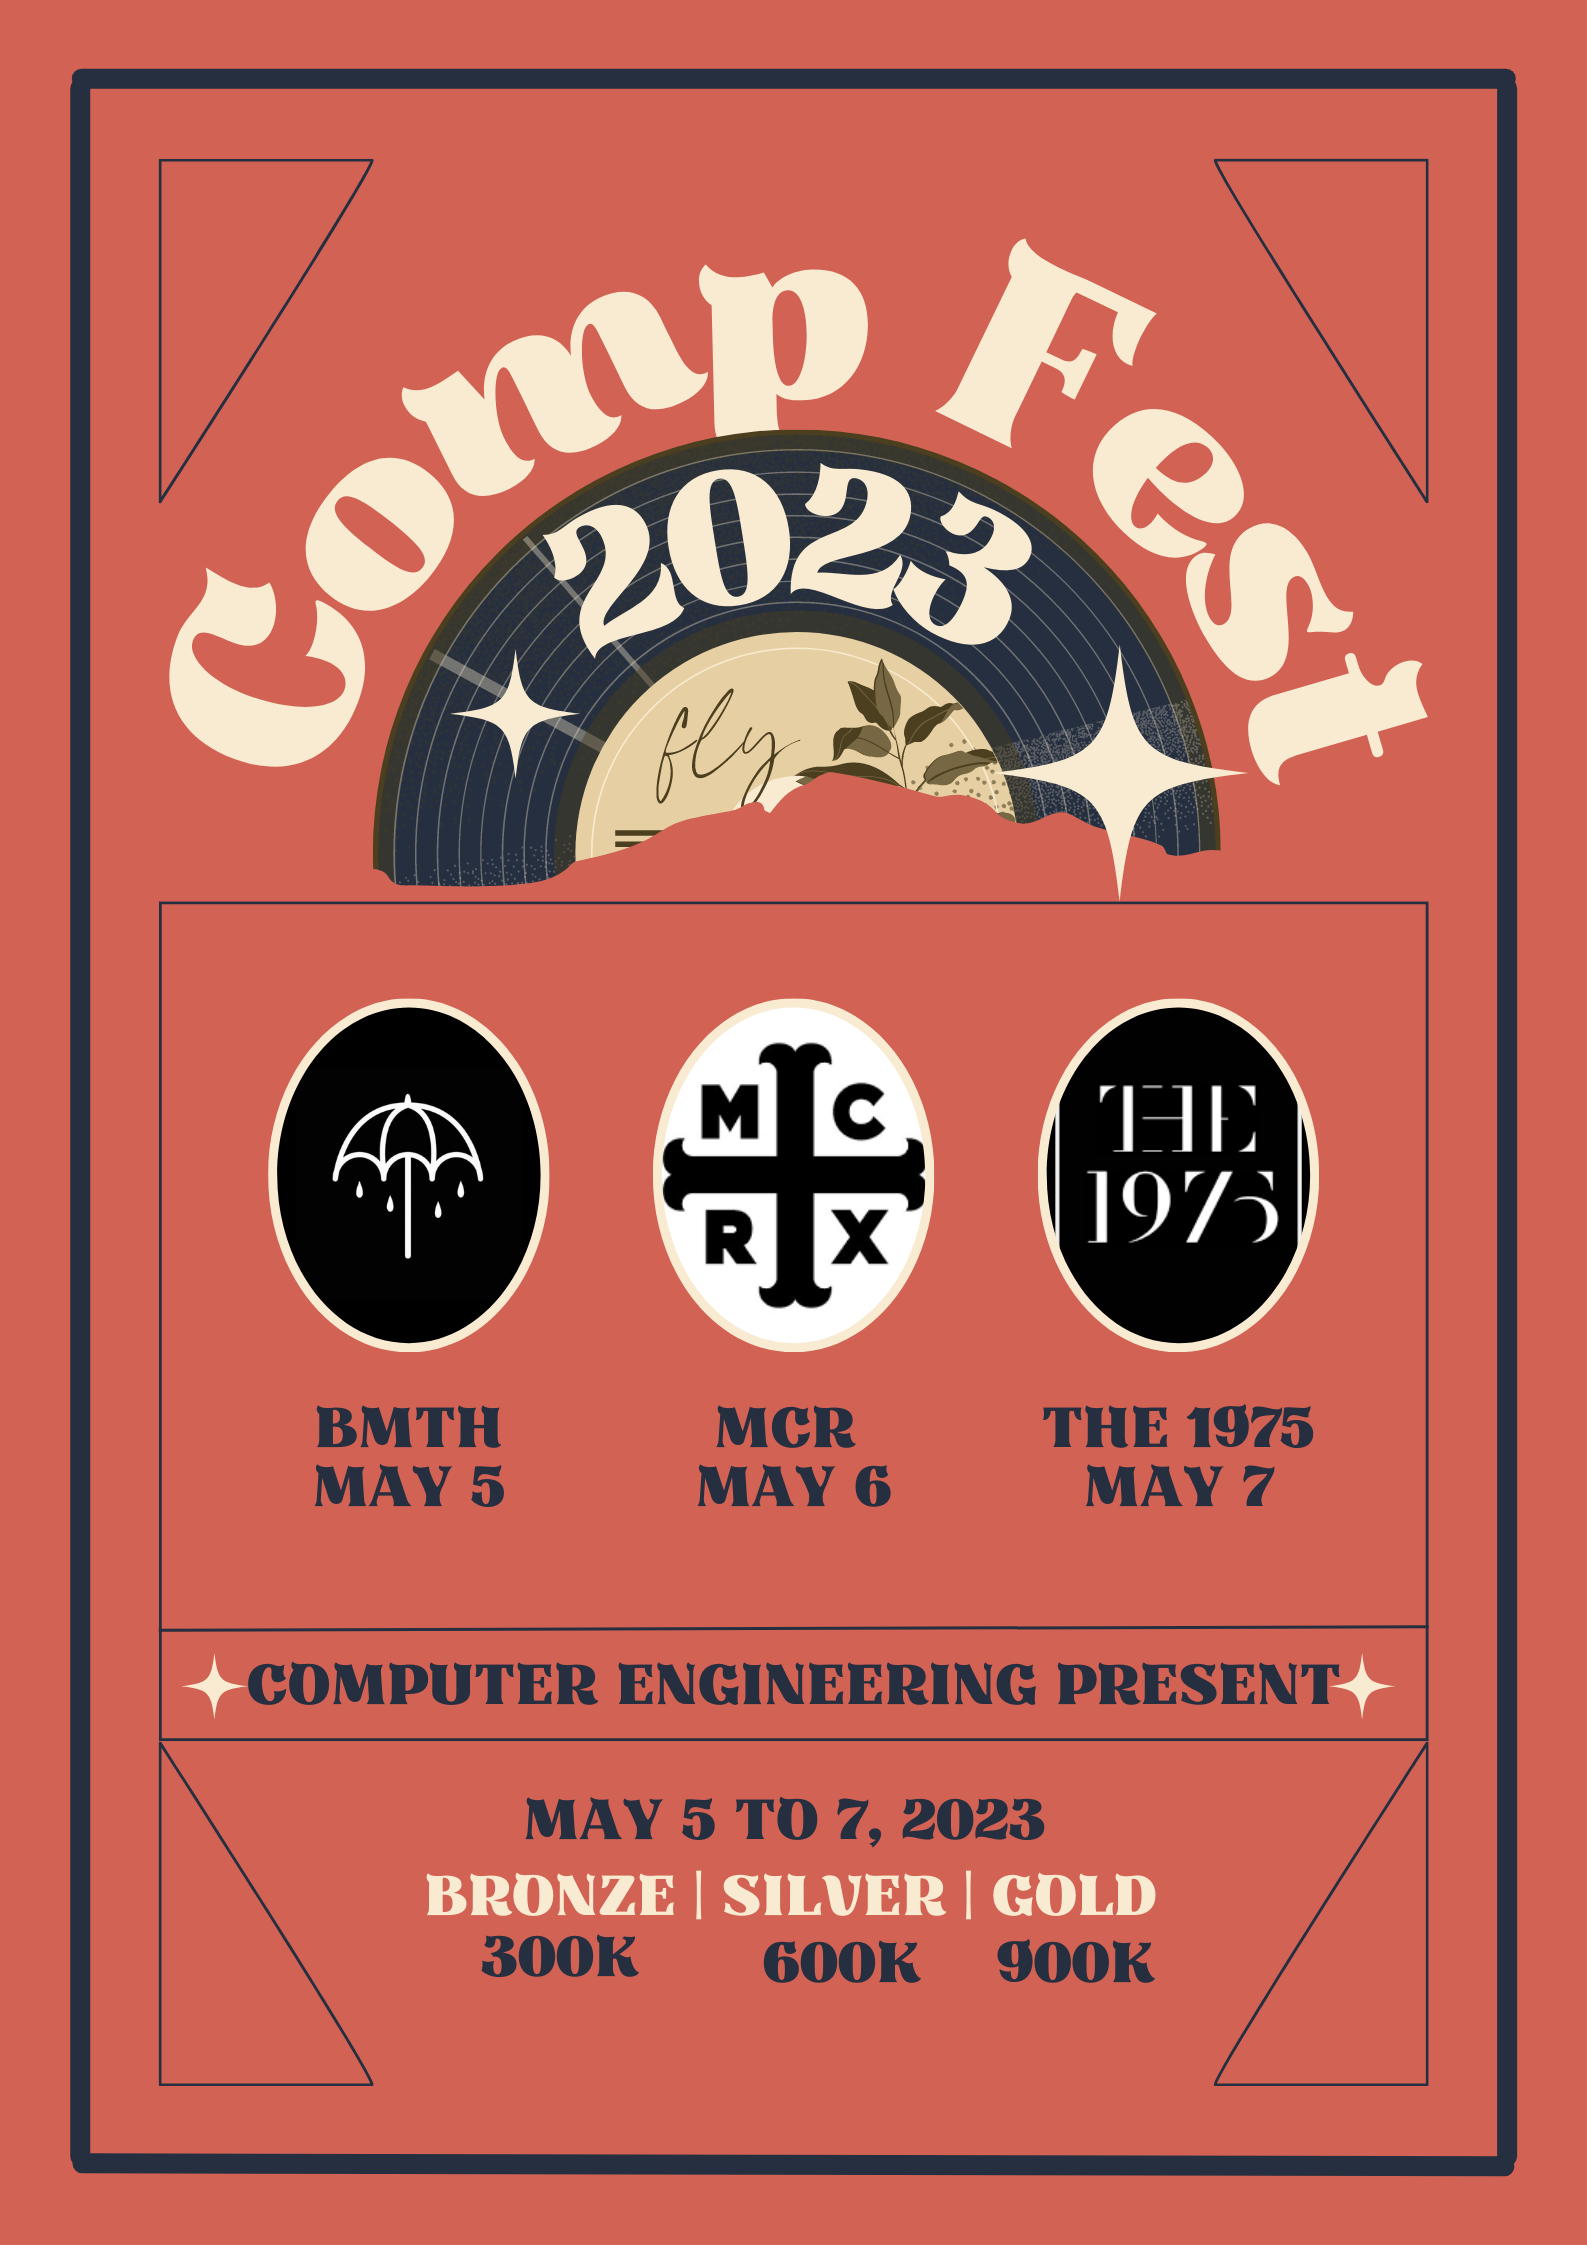 Comp Fest
2023
fly
M C
R X
THE
1975
BMTH
MAY 5
MCR
MAY 6
THE 1975
MAY 7
COMPUTER ENGINEERING PRESENT
MAY 5 TO 7, 2023
BRONZE | SILVER | GOLD
300K 600K 900K